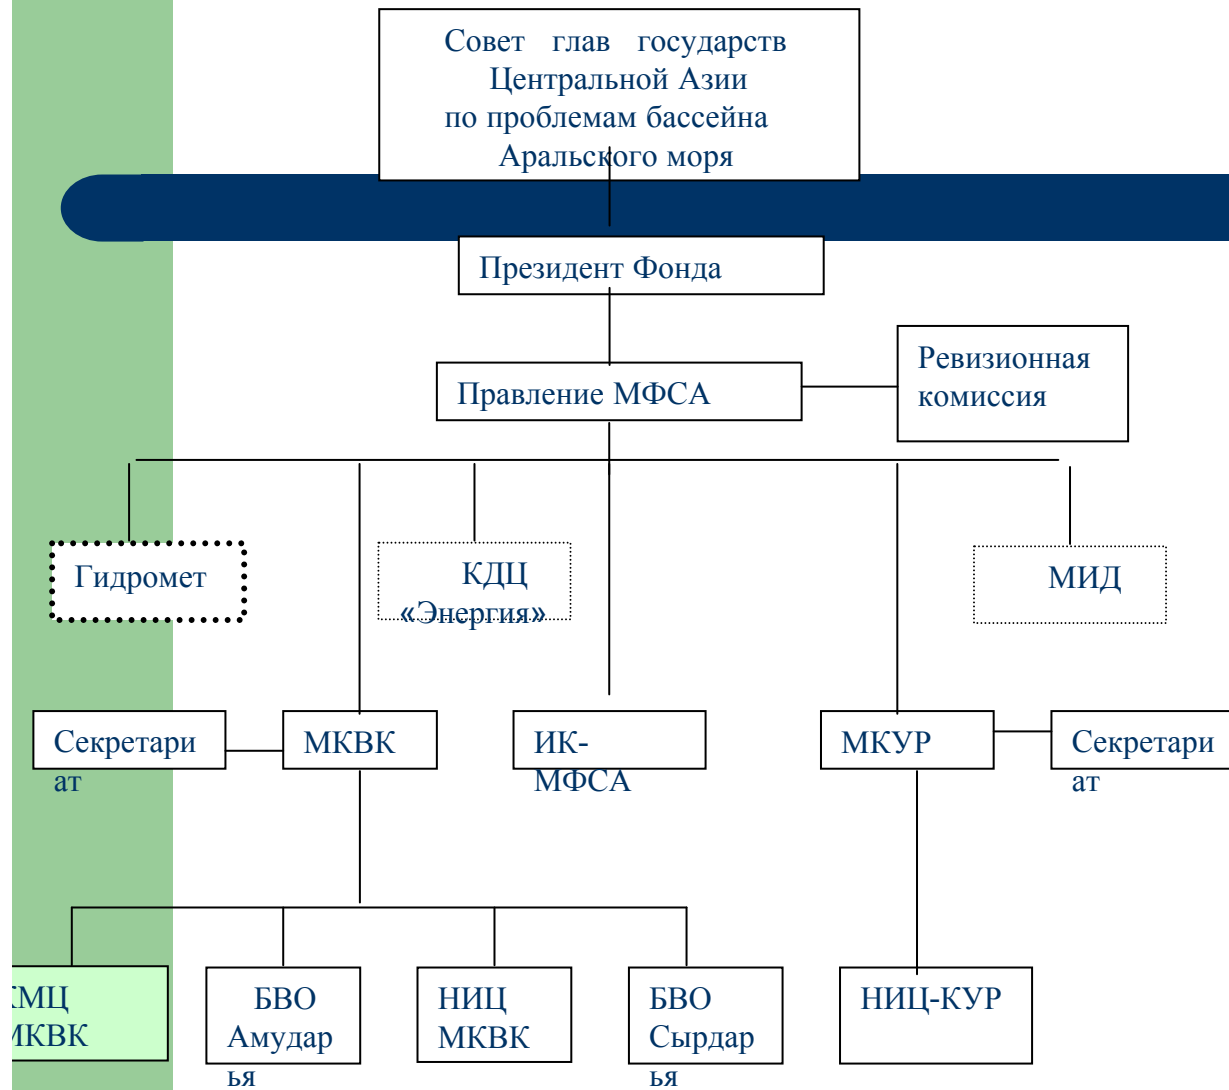 Совет глав государств
Центральной Азии
по проблемам бассейна
Аральского моря
Президент Фонда
Правление МФСА
Ревизионная
комиссия
Гидромет
КДЦ
«Энергия»
МИД
Секретари
ат
МКВК
ИК-
МФСА
МКУР
Секретари
ат
МКВК
БВО
Амудар
ья
НИЦ
МКВК
БВО
Сырдар
ья
НИЦ-КУР